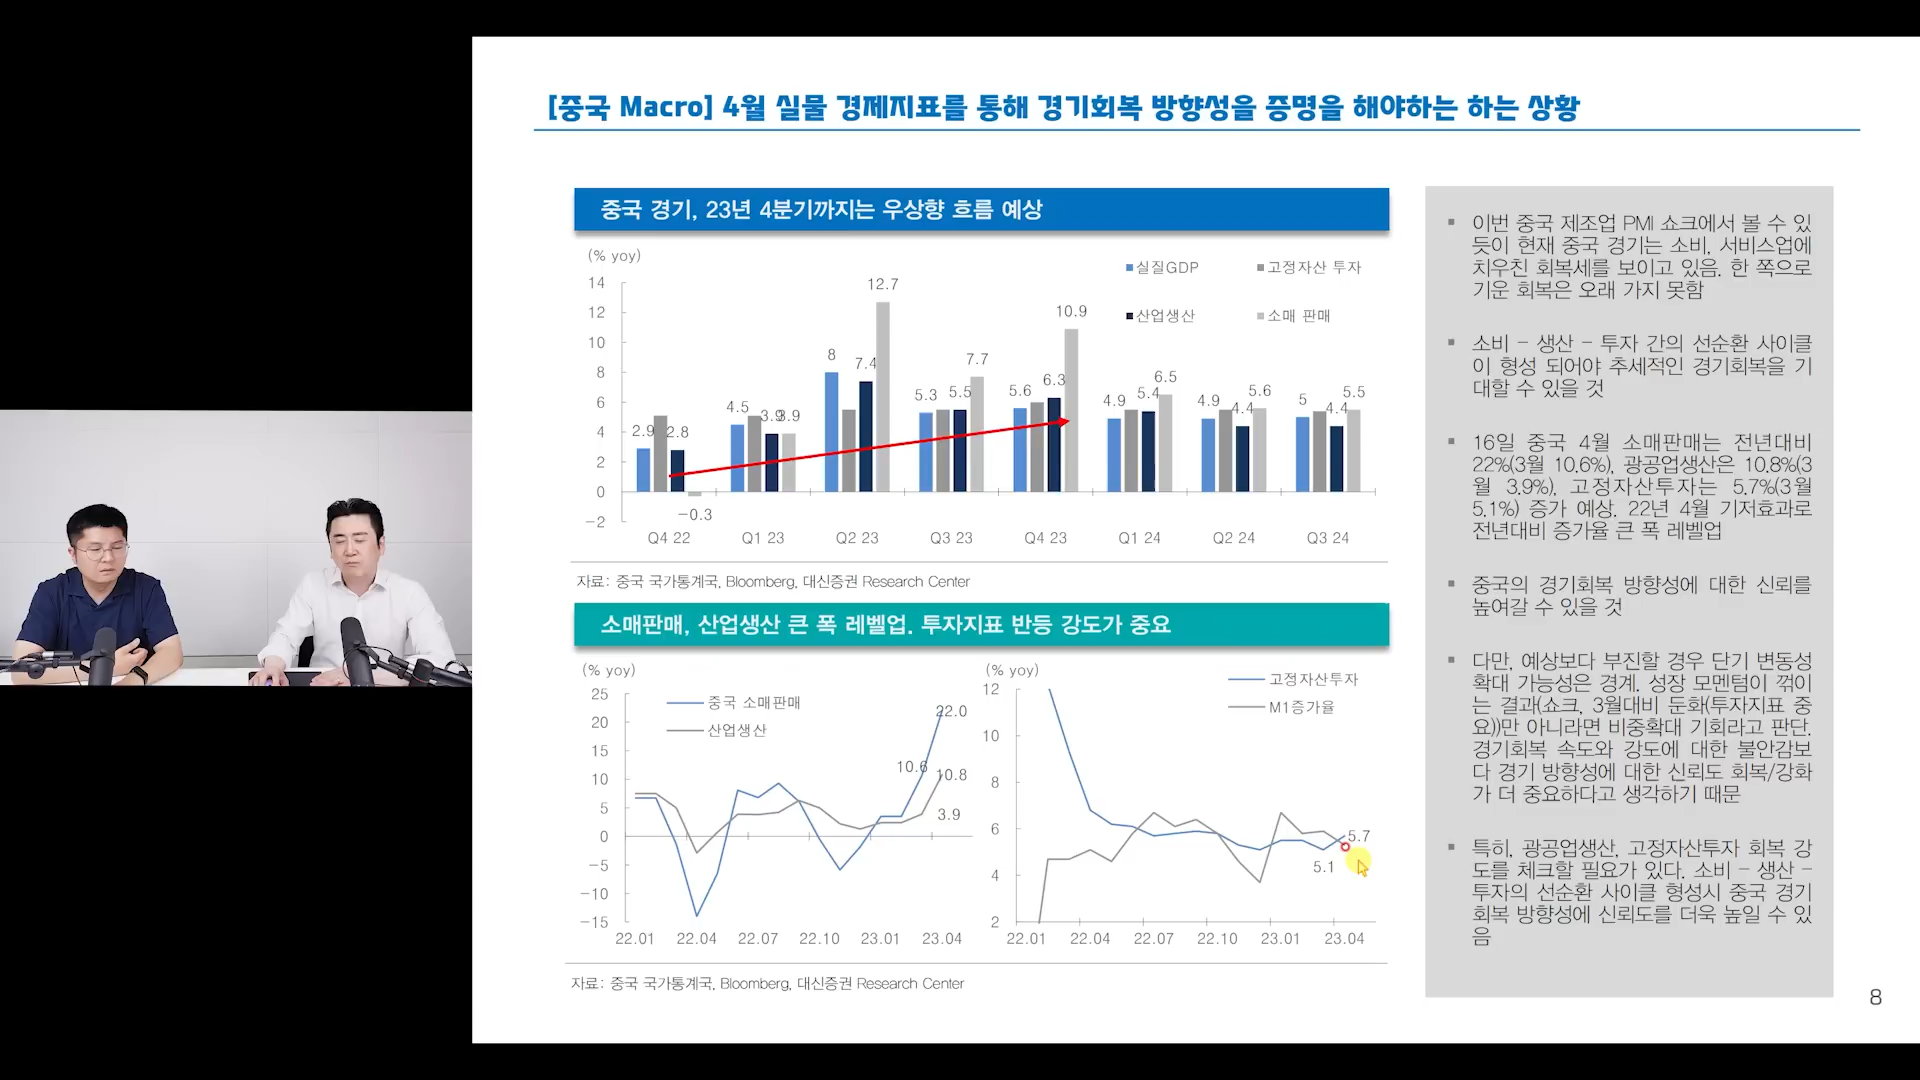 [중국 Macro] 4월 실물 경제지표를 통해 경기회복 방향성을 증명을 해야하는 하는 상황
중국 경기, 23년 4분기까지는 우상향 흐름 예상
(% yoy)
실질GDP
고정자산 투자
산업생산
소매 판매
14
12
10
8
6
4
2
0
-2
2.9
2.8
-0.3
4.5
3.9
3.9
8
7.4
12.7
5.3
5.5
7.7
5.6
6.3
10.9
4.9
5.4
6.5
4.9
4.4
5.6
5
4.4
5.5
Q4 22
Q1 23
Q2 23
Q3 23
Q4 23
Q1 24
Q2 24
Q3 24
자료: 중국 국가통계국, Bloomberg, 대신증권 Research Center
소매판매, 산업생산 큰 폭 레벨업. 투자지표 반등 강도가 중요
(% yoy)
중국 소매판매
산업생산
25
20
15
10
5
0
-5
-10
-15
22.0
10.6
10.8
3.9
22.01
22.04
22.07
22.10
23.01
23.04
(% yoy)
고정자산투자
M1증가율
12
10
8
6
4
2
5.7
5.1
22.01
22.04
22.07
22.10
23.01
23.04
자료: 중국 국가통계국, Bloomberg, 대신증권 Research Center
▪ 이번 중국 제조업 PMI 쇼크에서 볼 수 있
듯이 현재 중국 경기는 소비, 서비스업에
치우친 회복세를 보이고 있음. 한 쪽으로
기운 회복은 오래 가지 못함
▪ 소비 – 생산 – 투자 간의 선순환 사이클
이 형성 되어야 추세적인 경기회복을 기
대할 수 있을 것
▪ 16일 중국 4월 소매판매는 전년대비
22%(3월 10.6%), 광공업생산은 10.8%(3
월 3.9%), 고정자산투자는 5.7%(3월
5.1%) 증가 예상. 22년 4월 기저효과로
전년대비 증가율 큰 폭 레벨업
▪ 중국의 경기회복 방향성에 대한 신뢰를
높여갈 수 있을 것
▪ 다만, 예상보다 부진할 경우 단기 변동성
확대 가능성은 경계. 성장 모멘텀이 꺾이
는 결과(쇼크, 3월대비 둔화(투자지표 중
요))만 아니라면 비중확대 기회라고 판단.
경기회복 속도와 강도에 대한 불안감보
다 경기 방향성에 대한 신뢰도 회복/강화
가 더 중요하다고 생각하기 때문
▪ 특히, 광공업생산, 고정자산투자 회복 강
도를 체크할 필요가 있다. 소비 – 생산 –
투자의 선순환 사이클 형성시 중국 경기
회복 방향성에 신뢰도를 더욱 높일 수 있
음
8